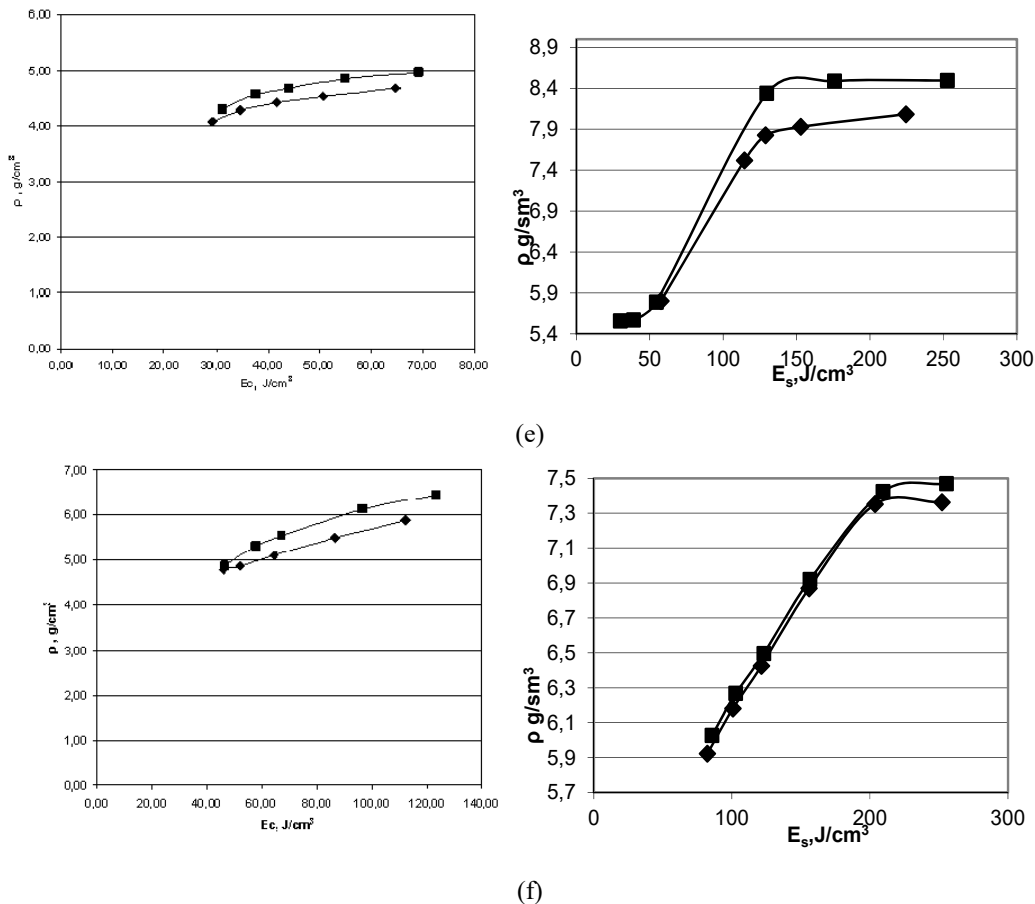 6,00
5,00
4,00
3,00
2,00
1,00
0,00
ρ , g/cm³
0,00 10,00 20,00 30,00 40,00 50,00 60,00 70,00 80,00
Ec, J/cm³
8,9
8,4
7,9
7,4
6,9
6,4
5,9
5,4
ρ g/sm³
0 50 100 150 200 250 300
Es,J/cm³
(e)
7,00
6,00
5,00
4,00
3,00
2,00
1,00
0,00
ρ , g/cm³
0,00 20,00 40,00 60,00 80,00 100,00 120,00 140,00
Ec, J/cm³
7,5
7,3
7,1
6,9
6,7
6,5
6,3
6,1
5,9
5,7
ρ g/sm³
0 100 200 300
Es,J/cm³
(f)